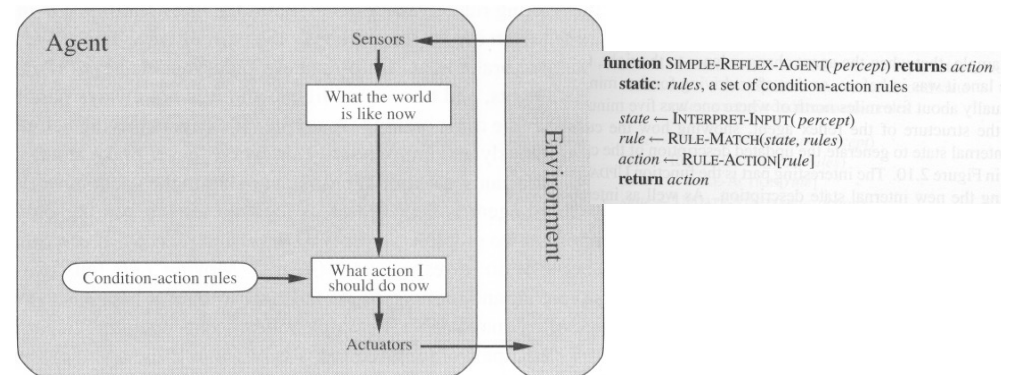 Agent
Sensors
What the world
is like now
Condition-action rules
What action I
should do now
Actuators
Environment
function SIMPLE-REFLEX-AGENT(percept) returns action
static: rules, a set of condition-action rules
state ← INTERPRET-INPUT(percept)
rule ← RULE-MATCH(state, rules)
action ← RULE-ACTION[rule]
return action